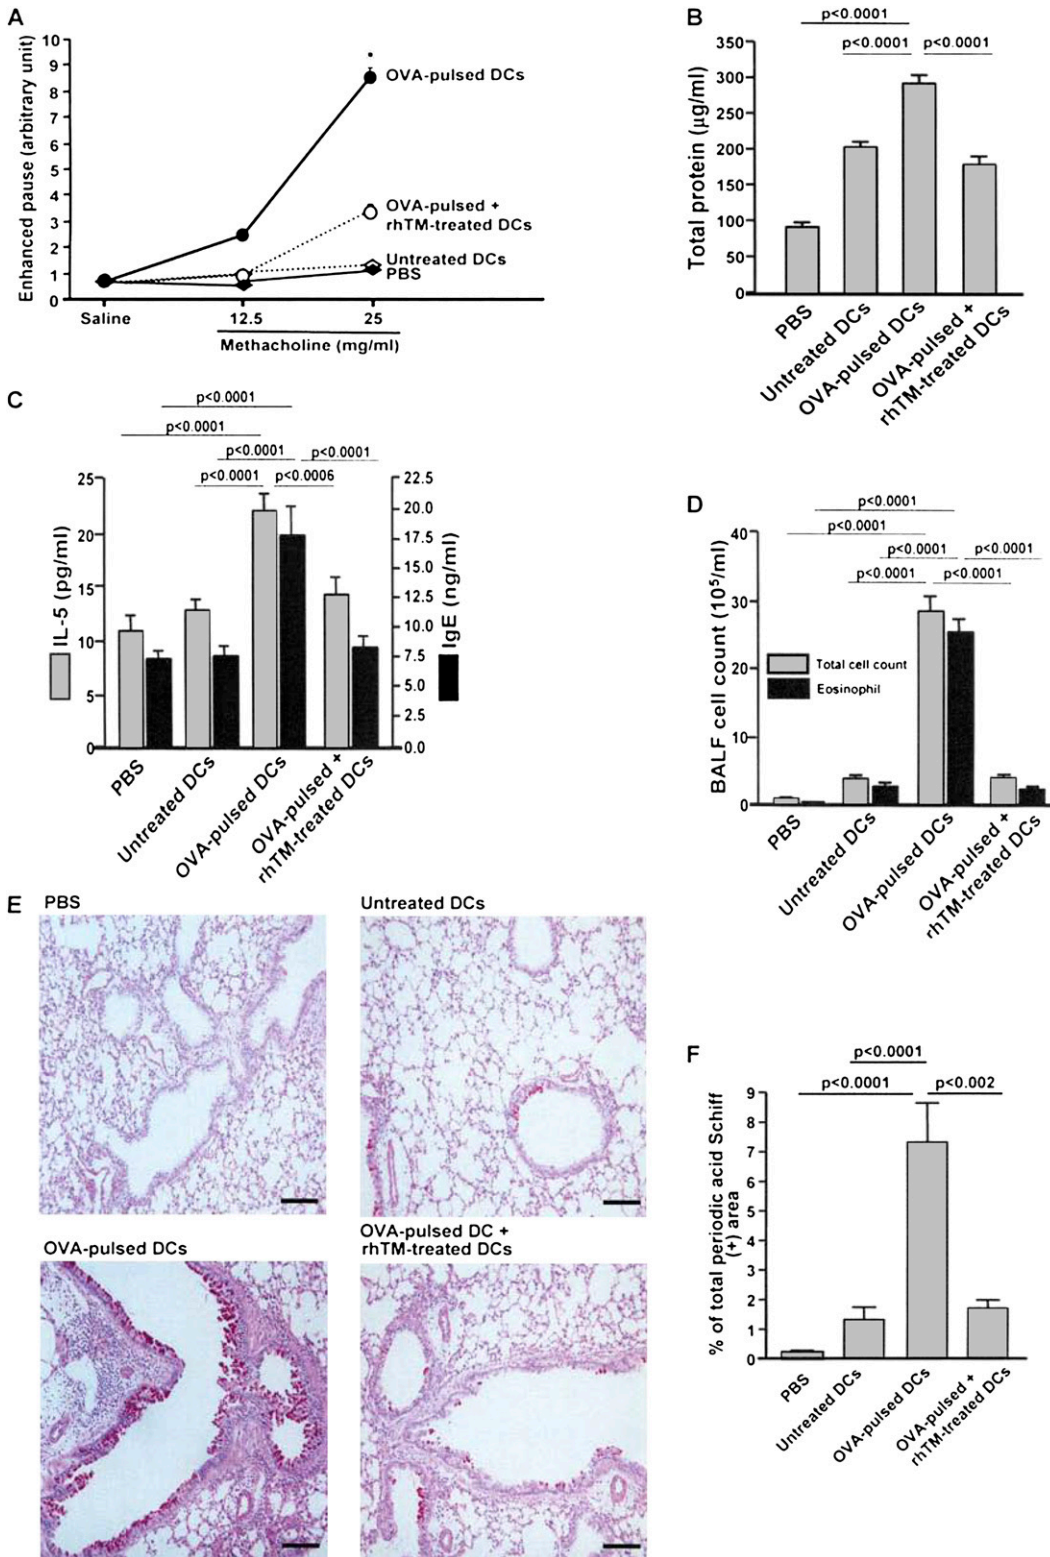 A
10
9
8
7
6
5
4
3
2
1
0
Enhanced pause (arbitrary unit)
OVA-pulsed DCs
OVA-pulsed +
rhTM-treated DCs
Untreated DCs
PBS
Saline
12.5
25
Methacholine (mg/ml)
B
p<0.0001
p<0.0001
p<0.0001
350
300
250
200
150
100
50
0
Total protein (µg/ml)
PBS
Untreated DCs
OVA-pulsed DCs
OVA-pulsed +
rhTM-treated DCs
C
p<0.0001
p<0.0001
p<0.0001
p<0.0001
p<0.0001
p<0.0006
25
20
15
10
5
0
IL-5 (pg/ml)
22.5
20.0
17.5
15.0
12.5
10.0
7.5
5.0
2.5
0.0
IgE (ng/ml)
PBS
Untreated DCs
OVA-pulsed DCs
OVA-pulsed +
rhTM-treated DCs
D
p<0.0001
p<0.0001
p<0.0001
p<0.0001
p<0.0001
p<0.0001
40
30
20
10
0
BALF cell count (10⁵/ml)
Total cell count
Eosinophil
PBS
Untreated DCs
OVA-pulsed DCs
OVA-pulsed +
rhTM-treated DCs
E
PBS
Untreated DCs
OVA-pulsed DCs
OVA-pulsed DC +
rhTM-treated DCs
F
p<0.0001
p<0.0001
p<0.002
9
8
7
6
5
4
3
2
1
0
% of total periodic acid Schiff
(+) area
PBS
Untreated DCs
OVA-pulsed DCs
OVA-pulsed +
rhTM-treated DCs